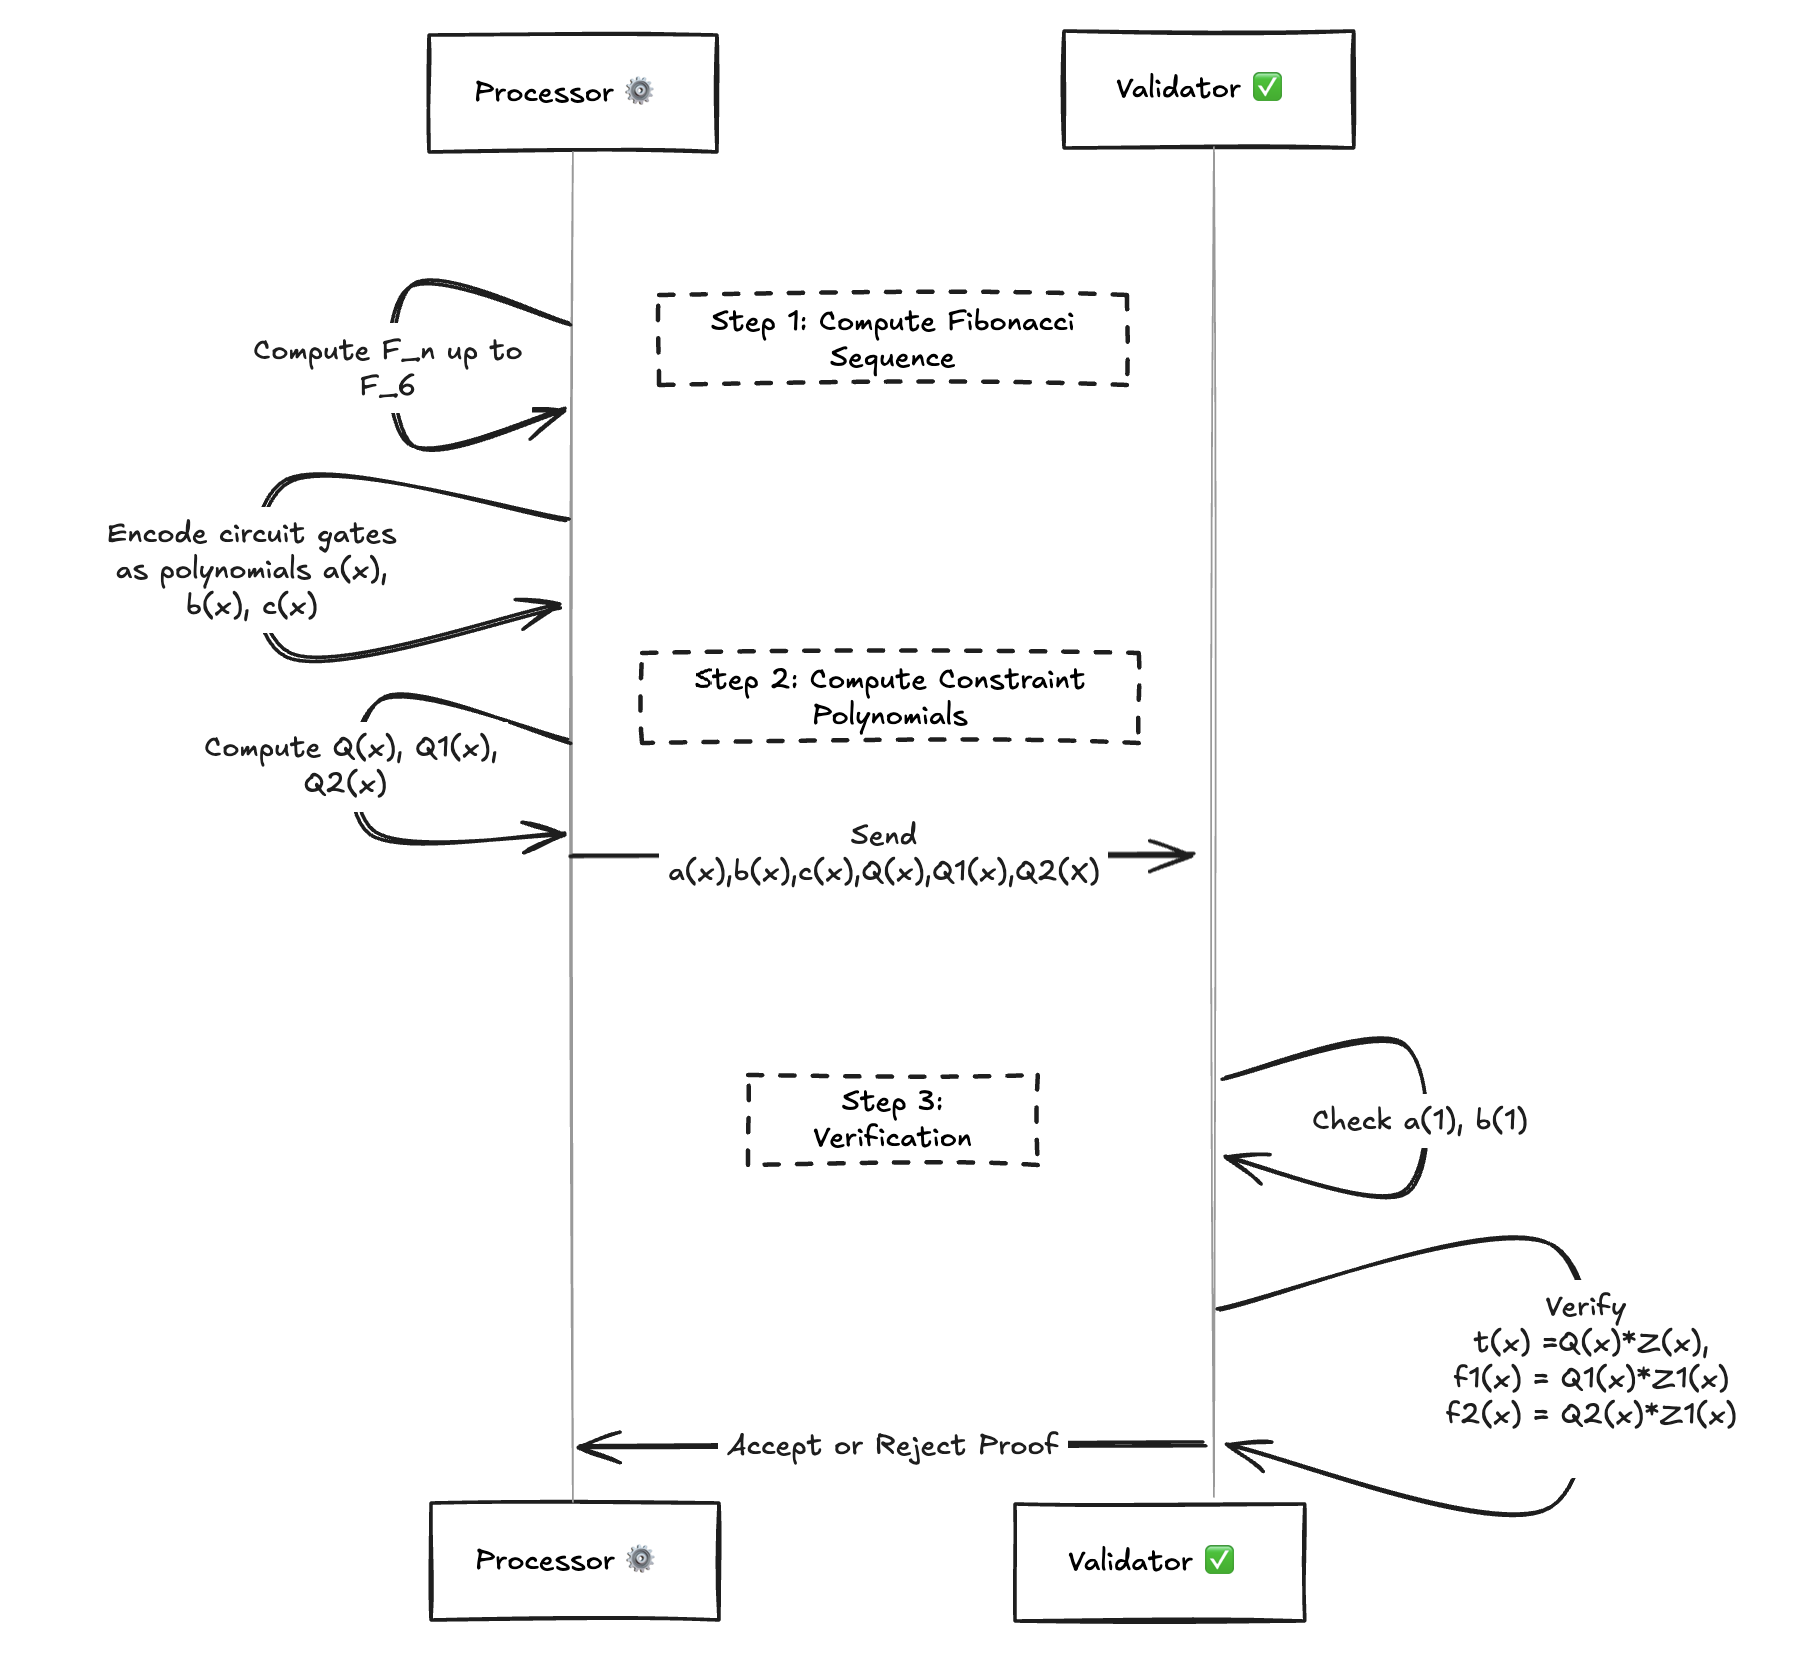 Processor ⚙️
Validator ✅
Step 1: Compute Fibonacci
Sequence
Compute F_n up to
F_6
Encode circuit gates
as polynomials a(x),
b(x), c(x)
Step 2: Compute Constraint
Polynomials
Compute Q(x), Q1(x),
Q2(x)
Send
a(x),b(x),c(x),Q(x),Q1(x),Q2(X)
Step 3:
Verification
Check a(1), b(1)
Verify
t(x) =Q(x)*Z(x),
f1(x) = Q1(x)*Z1(x)
f2(x) = Q2(x)*Z1(x)
Accept or Reject Proof
Processor ⚙️
Validator ✅